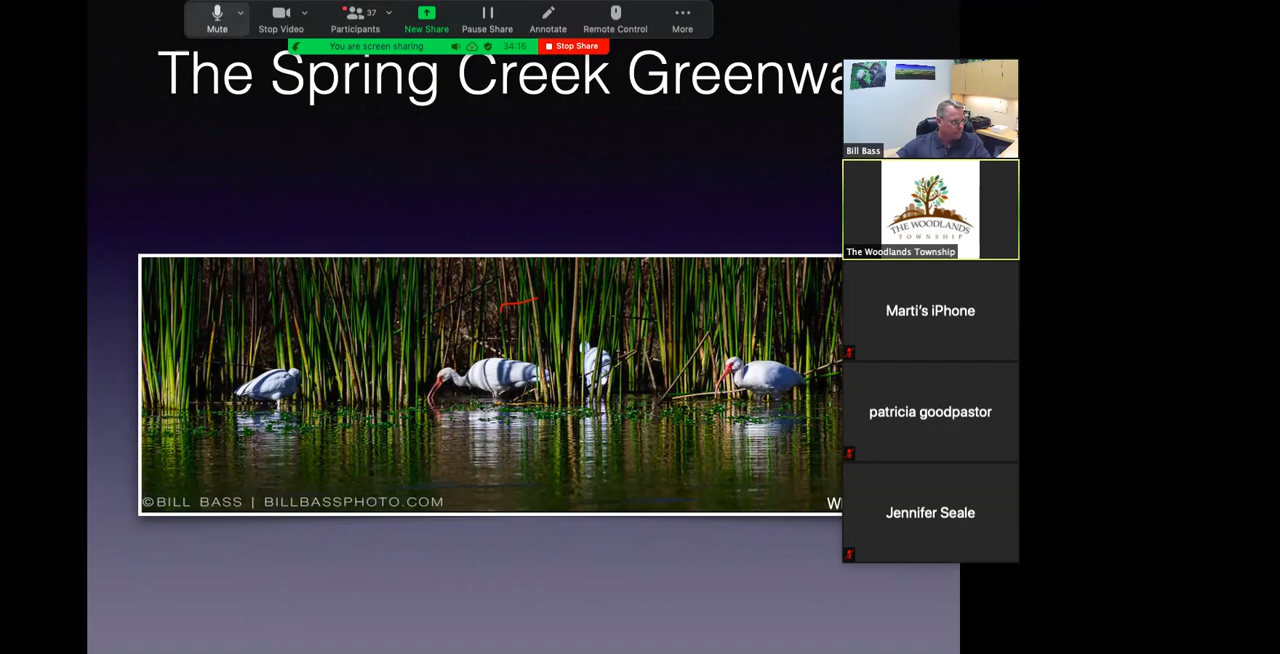 37
Mute
Stop Video
Participants
New Share
Pause Share
Annotate
Remote Control
More
You are screen sharing
34:16
Stop Share
The Spring Creek Greenwa
Bill Bass
THE WOODLANDS
TOWNSHIP
The Woodlands Township
Marti's iPhone
patricia goodpastor
Jennifer Seale
©BILL BASS | BILLBASSPHOTO.COM